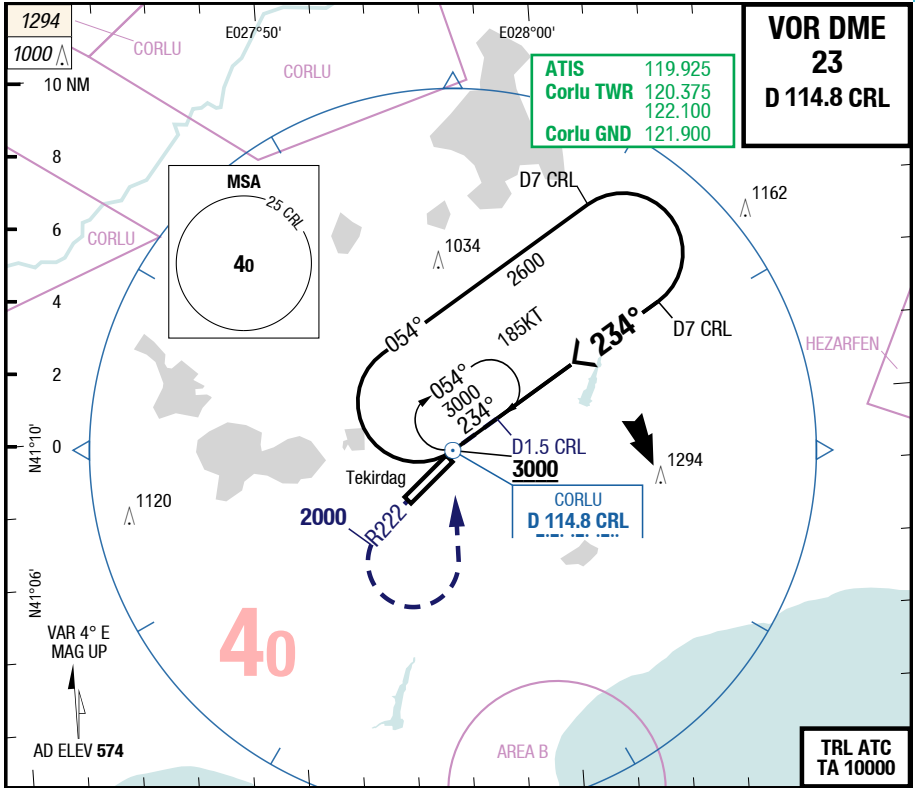 1294
1000
CORLU
E027°50'
E028°00'
VOR DME
23
D 114.8 CRL
ATIS 119.925
Corlu TWR 120.375
122.100
Corlu GND 121.900
CORLU
10 NM
8
6
4
2
0
MSA
25 CRL
40
CORLU
1034
D7 CRL
1162
2600
054°
185KT
234°
D7 CRL
HEZARFEN
054°
3000
234°
D1.5 CRL
3000
N41°10'
Tekirdag
1294
1120
2000
R222
CORLU
D 114.8 CRL
N41°06'
40
VAR 4° E
MAG UP
AD ELEV 574
AREA B
TRL ATC
TA 10000